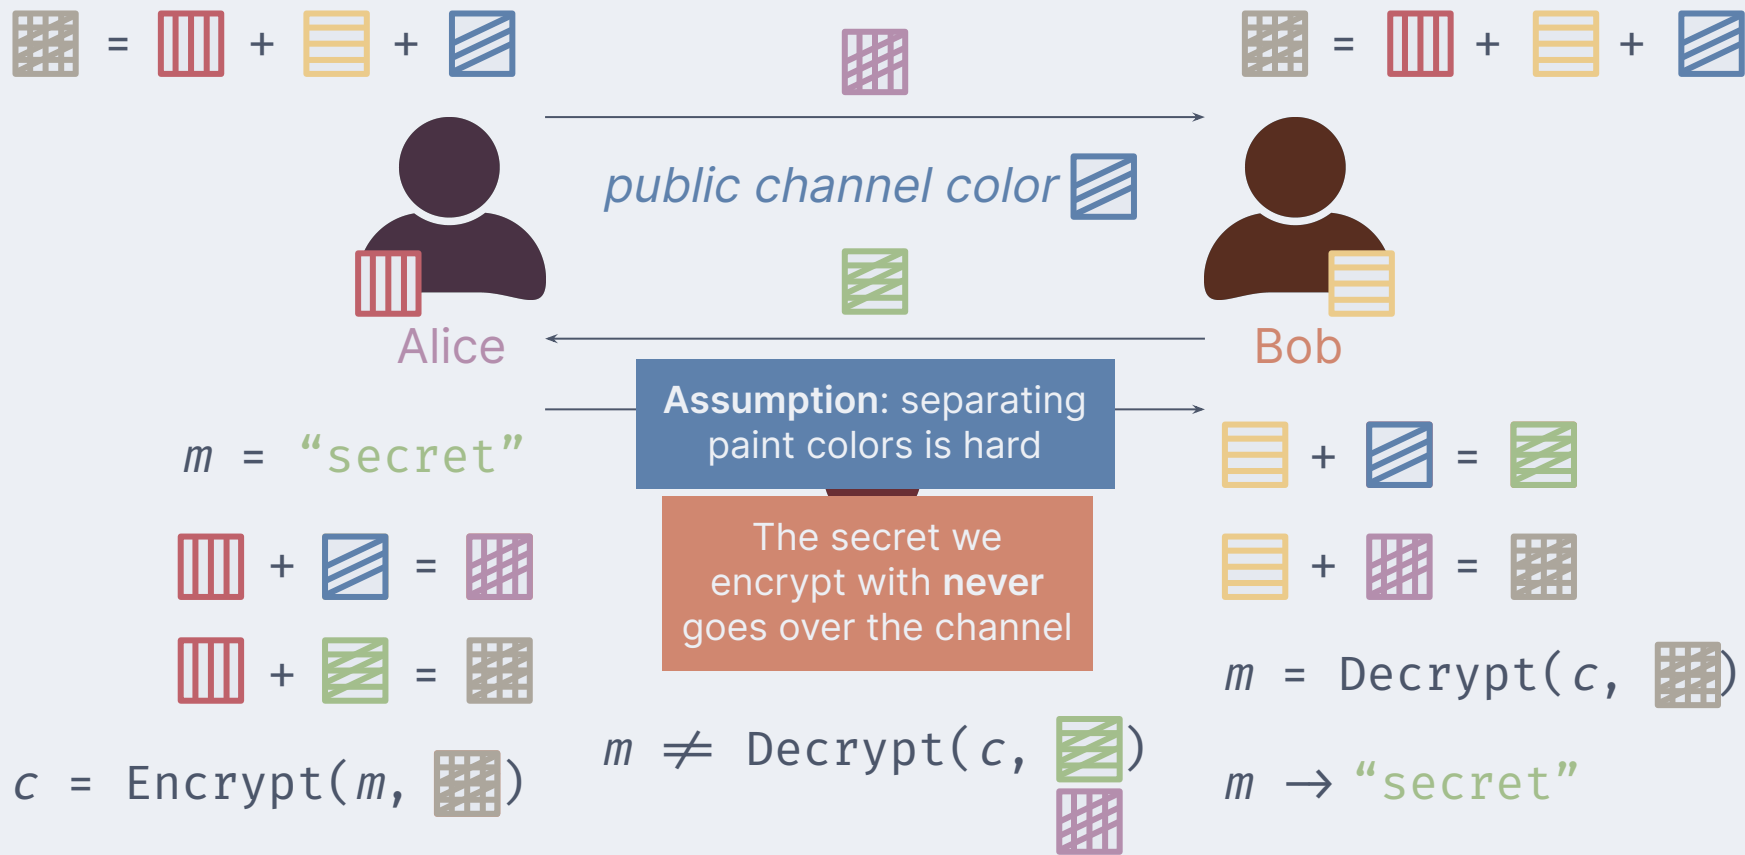 = + +
= + +
public channel color
Alice
Bob
Assumption: separating
paint colors is hard
m = “secret”
+ =
+ =
c = Encrypt(m, )
The secret we
encrypt with never
goes over the channel
m ≠ Decrypt(c, )
+ =
+ =
m = Decrypt(c, )
m → “secret”